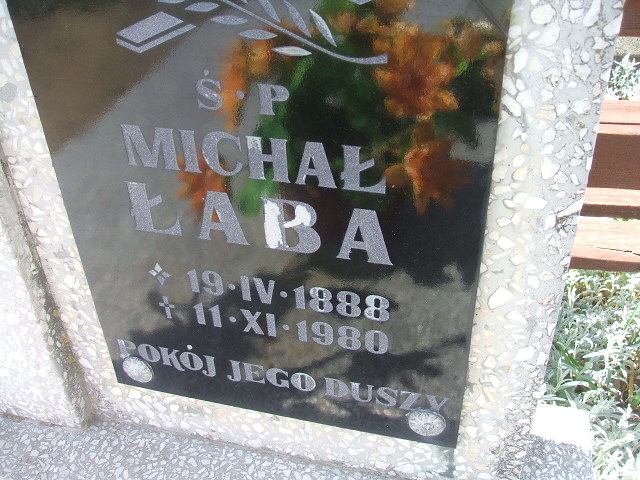 Ś·P
MICHAŁ
ŁABA
19·IV·1888
† 11·XI·1980
POKÓJ JEGO DUSZY